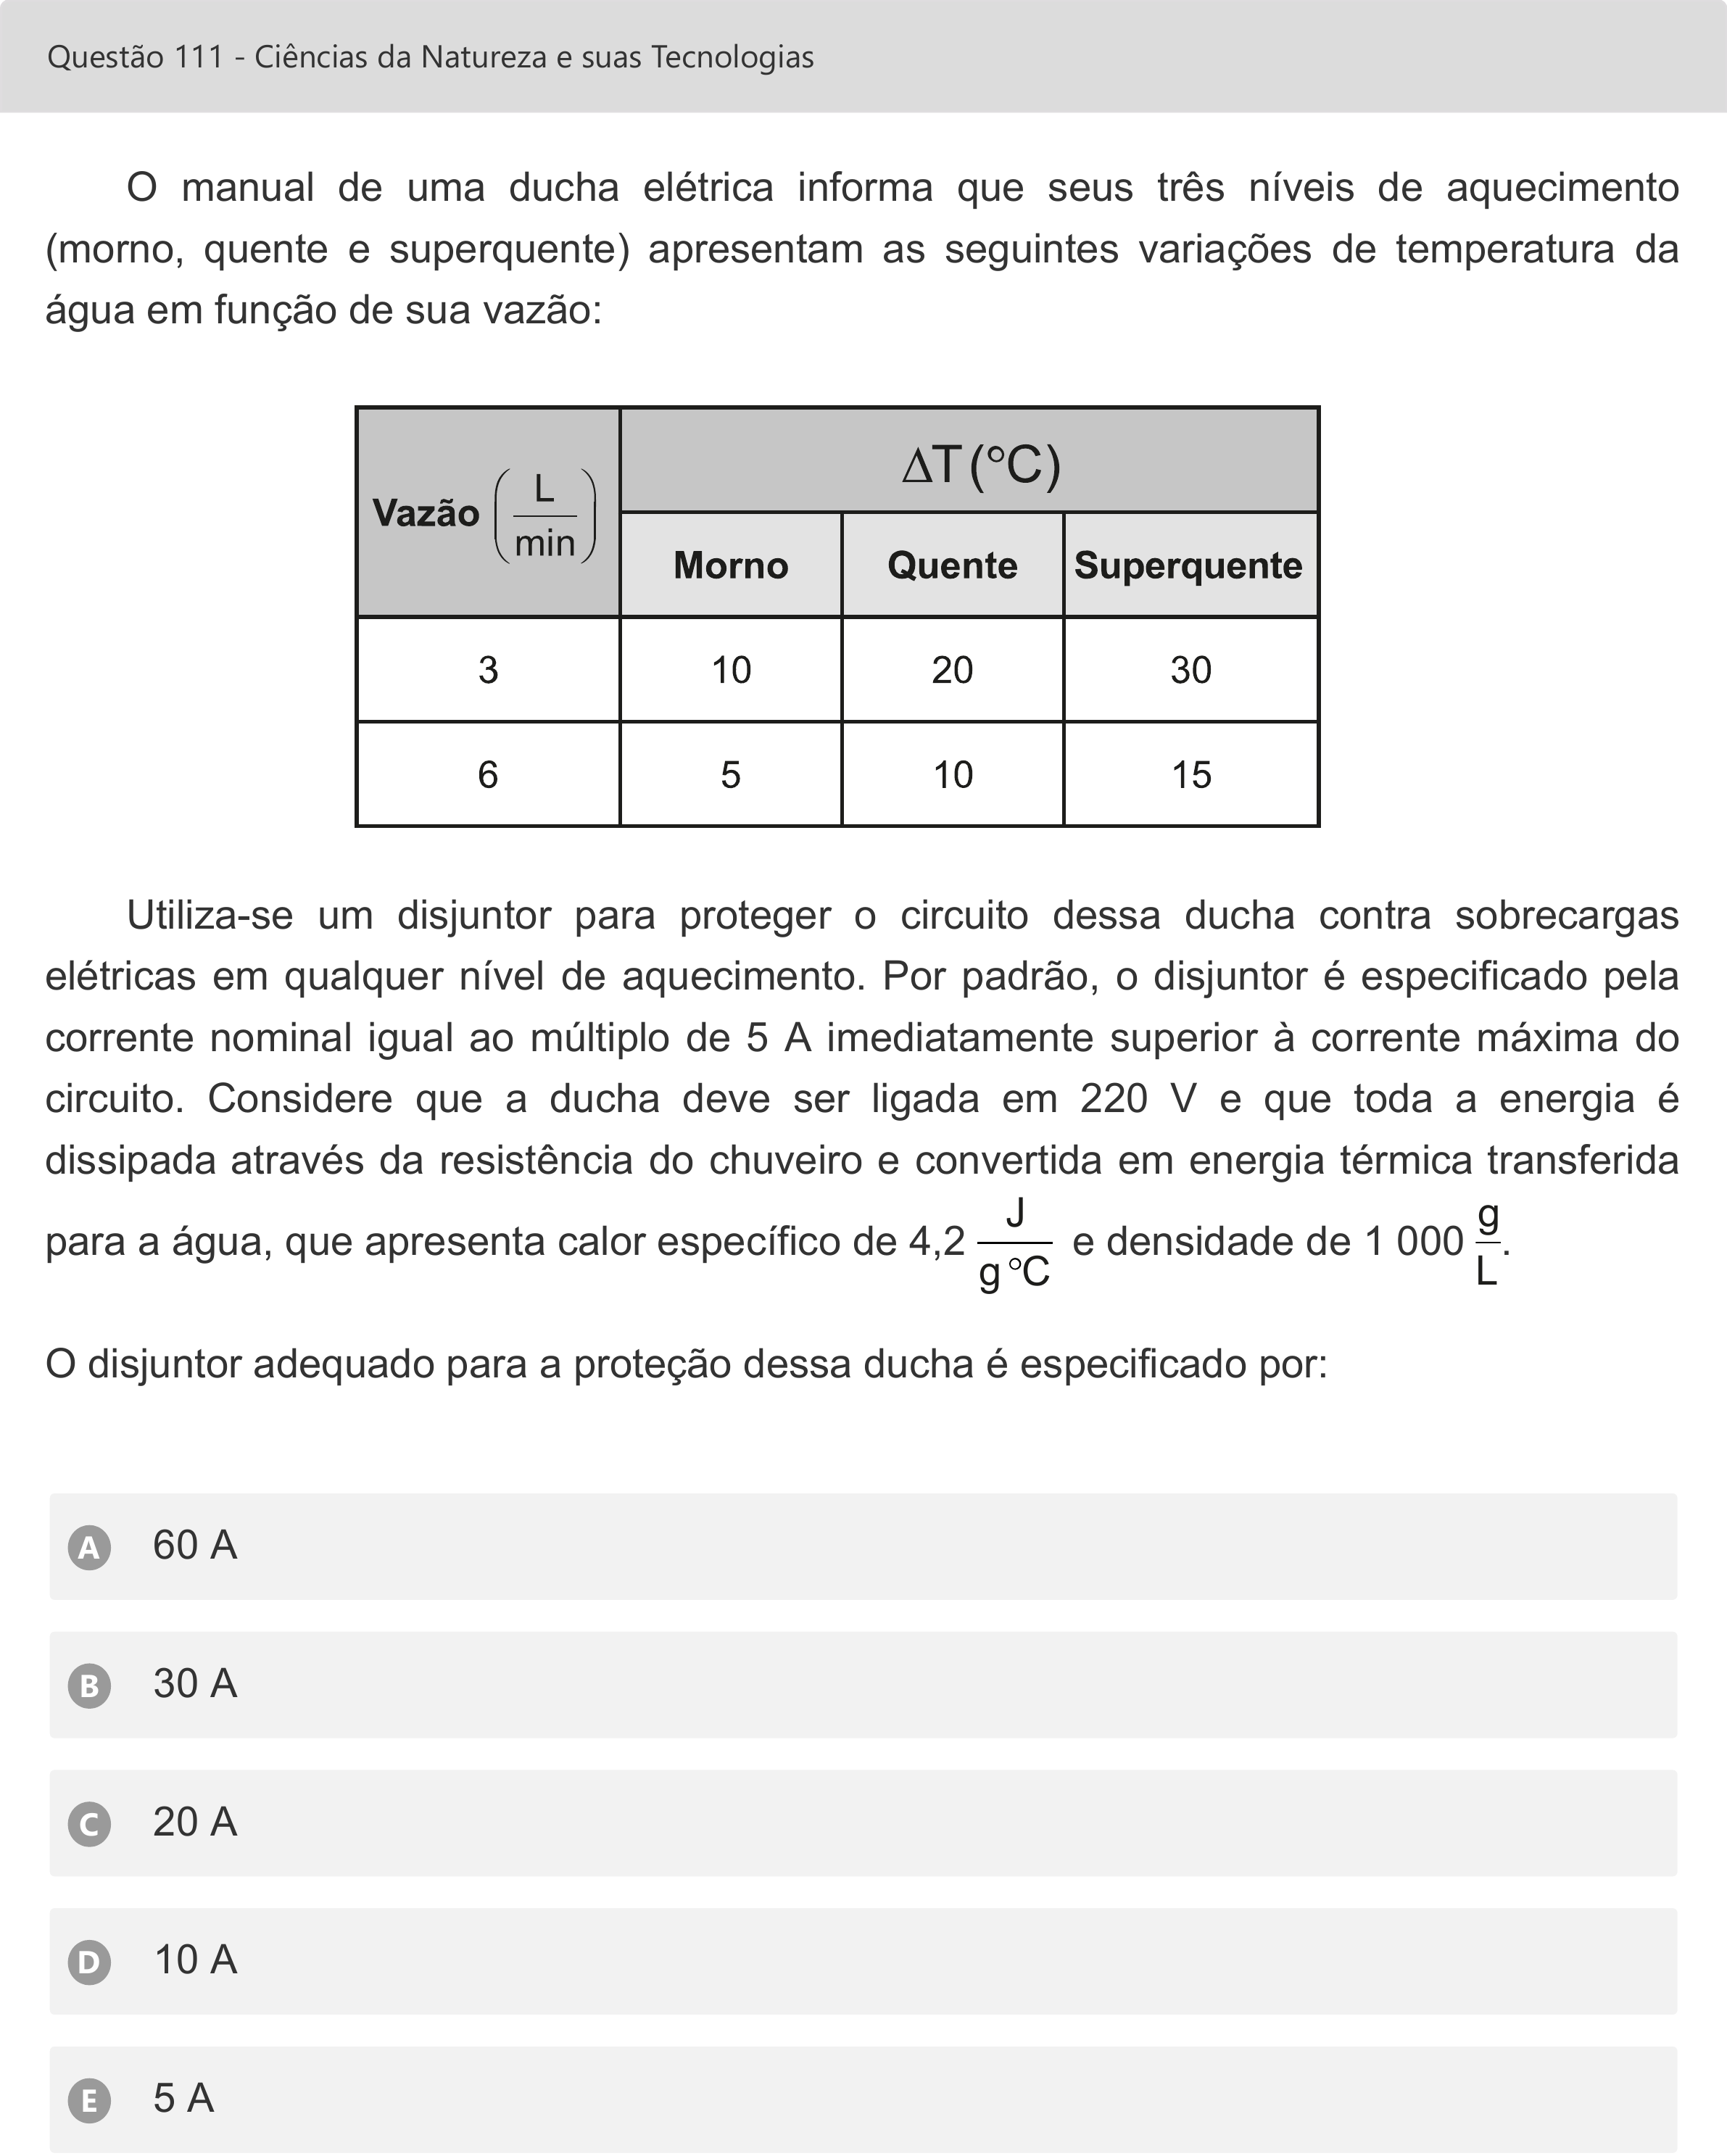 Questão 111 - Ciências da Natureza e suas Tecnologias
O manual de uma ducha elétrica informa que seus três níveis de aquecimento
(morno, quente e superquente) apresentam as seguintes variações de temperatura da
água em função de sua vazão:
Vazão (L/min)
ΔT (°C)
Morno Quente Superquente
3 10 20 30
6 5 10 15
Utiliza-se um disjuntor para proteger o circuito dessa ducha contra sobrecargas
elétricas em qualquer nível de aquecimento. Por padrão, o disjuntor é especificado pela
corrente nominal igual ao múltiplo de 5 A imediatamente superior à corrente máxima do
circuito. Considere que a ducha deve ser ligada em 220 V e que toda a energia é
dissipada através da resistência do chuveiro e convertida em energia térmica transferida
para a água, que apresenta calor específico de 4,2 J/g °C e densidade de 1 000 g/L.
O disjuntor adequado para a proteção dessa ducha é especificado por:
A 60 A
B 30 A
C 20 A
D 10 A
E 5 A